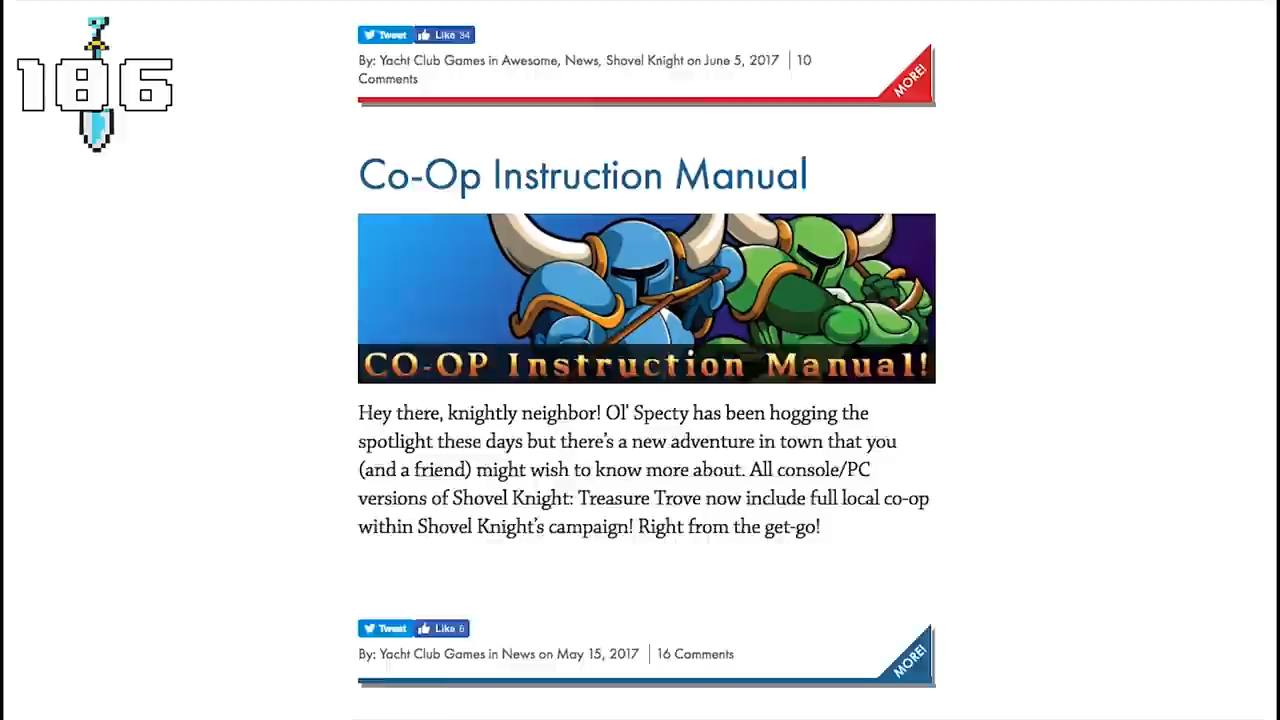 186
Tweet Like 34
By: Yacht Club Games in Awesome, News, Shovel Knight on June 5, 2017 10
Comments
MORE!
Co-Op Instruction Manual
CO-OP Instruction Manual!
Hey there, knightly neighbor! Ol' Specty has been hogging the
spotlight these days but there's a new adventure in town that you
(and a friend) might wish to know more about. All console/PC
versions of Shovel Knight: Treasure Trove now include full local co-op
within Shovel Knight's campaign! Right from the get-go!
Tweet Like 6
By: Yacht Club Games in News on May 15, 2017 16 Comments
MORE!